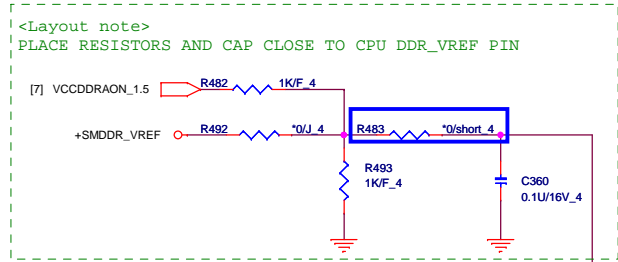 <Layout note>
PLACE RESISTORS AND CAP CLOSE TO CPU DDR_VREF PIN
[7] VCCDDRAON_1.5 R482 1K/F_4
+SMDDR_VREF R492 *0/J_4 R483 *0/short_4
R493
1K/F_4
C360
0.1U/16V_4